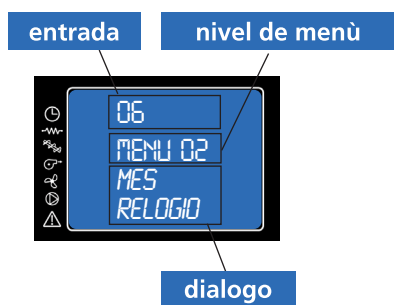 entrada
nivel de menù
06
MENU 02
MES
RELOGIO
dialogo